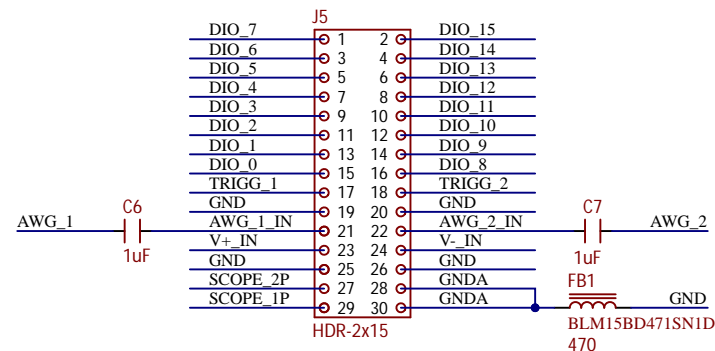 J5
DIO_7 1 2 DIO_15
DIO_6 3 4 DIO_14
DIO_5 5 6 DIO_13
DIO_4 7 8 DIO_12
DIO_3 9 10 DIO_11
DIO_2 11 12 DIO_10
DIO_1 13 14 DIO_9
DIO_0 15 16 DIO_8
TRIGG_1 17 18 TRIGG_2
C6 GND 19 20 GND C7
AWG_1 AWG_1_IN 21 22 AWG_2_IN AWG_2
1uF V+_IN 23 24 V-_IN 1uF
GND 25 26 GND
SCOPE_2P 27 28 GNDA FB1
SCOPE_1P 29 30 GNDA GND
HDR-2x15 BLM15BD471SN1D
470